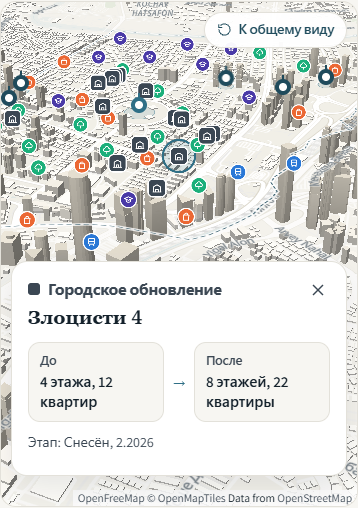 KOCHAV
HATSAFON
К общему виду
Городское обновление
Злоцисти 4
До
4 этажа, 12
квартир
→
После
8 этажей, 22
квартиры
Этап: Снесён, 2.2026
OpenFreeMap © OpenMapTiles Data from OpenStreetMap